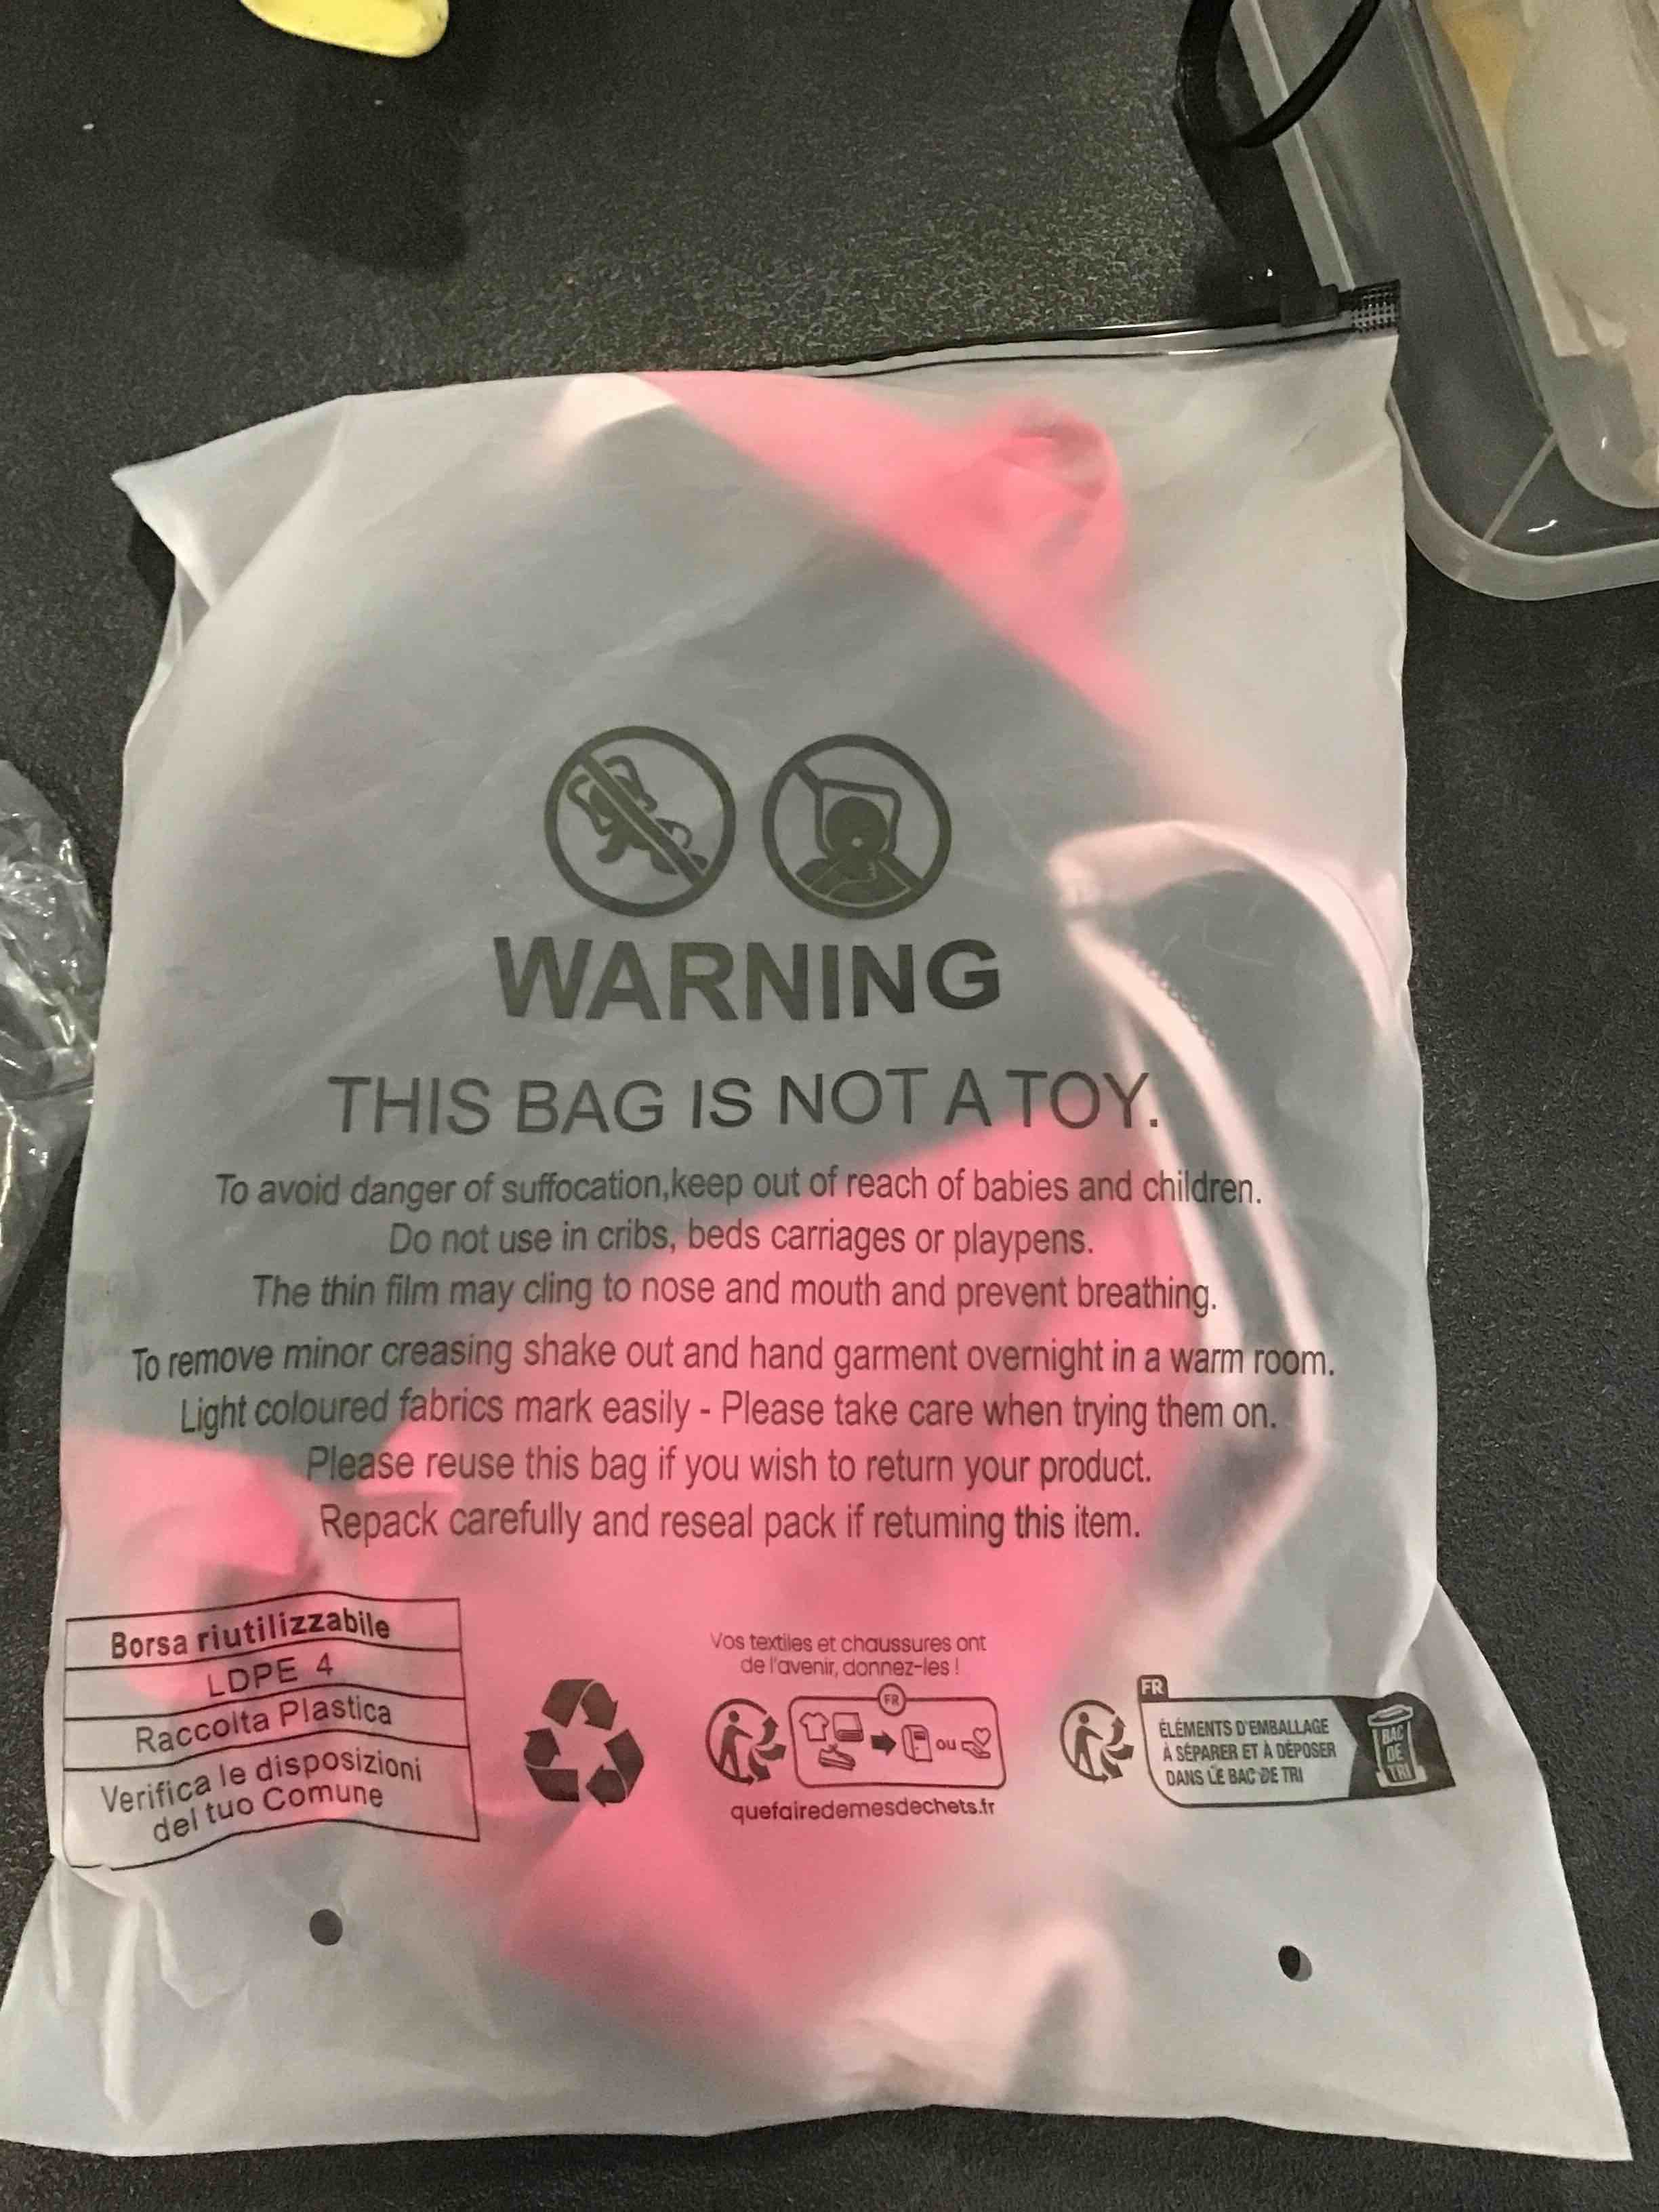 WARNING
THIS BAG IS NOT A TOY.
To avoid danger of suffocation,keep out of reach of babies and children.
Do not use in cribs, beds carriages or playpens.
The thin film may cling to nose and mouth and prevent breathing.
To remove minor creasing shake out and hand garment overnight in a warm room.
Light coloured fabrics mark easily - Please take care when trying them on.
Please reuse this bag if you wish to return your product.
Repack carefully and reseal pack if retuming this item.
Borsa riutilizzabile
LDPE 4
Raccolta Plastica
Verifica le disposizioni
del tuo Comune
Vos textiles et chaussures ont
de l'avenir, donnez-les !
FR
ou
quefairedemesdechets.fr
FR
ÉLÉMENTS D'EMBALLAGE
À SÉPARER ET À DÉPOSER
DANS LE BAC DE TRI
BAC
DE
TRI